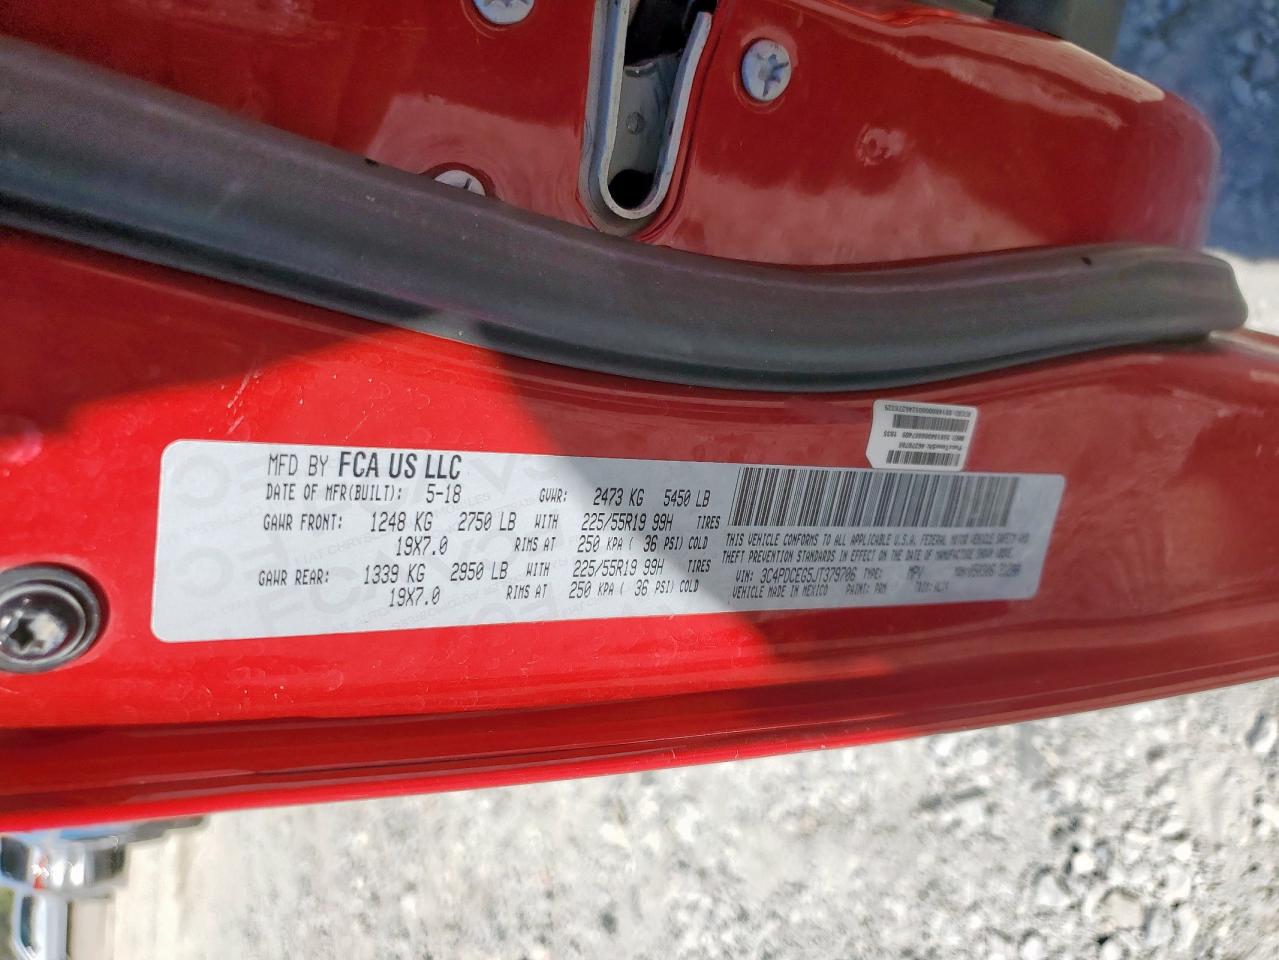 MFD BY FCA US LLC
DATE OF MFR(BUILT): 5-18 GVWR: 2473 KG 5450 LB
GAWR FRONT: 1248 KG 2750 LB WITH 225/55R19 99H TIRES
19X7.0 RIMS AT 250 KPA ( 36 PSI) COLD
GAWR REAR: 1339 KG 2950 LB WITH 225/55R19 99H TIRES
19X7.0 RIMS AT 250 KPA ( 36 PSI) COLD
THIS VEHICLE CONFORMS TO ALL APPLICABLE U.S.A. FEDERAL MOTOR VEHICLE SAFETY AND
THEFT PREVENTION STANDARDS IN EFFECT ON THE DATE OF MANUFACTURE SHOWN ABOVE.
VIN: 3C4PDCEG5JT379706 TYPE: MPV
VEHICLE MADE IN MEXICO PAINT: PRM TRIM: